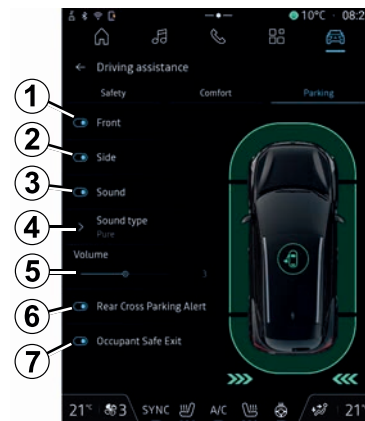 10°C 08:2
← Driving assistance
Safety Comfort Parking
1 Front
2 Side
3 Sound
4 Sound type
Pure
Volume
5 3
6 Rear Cross Parking Alert
7 Occupant Safe Exit
21°C 3 SYNC A/C 21°